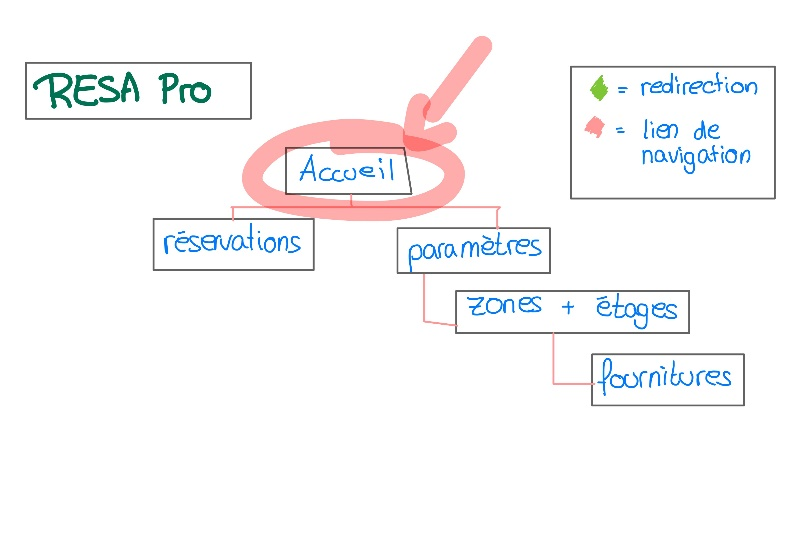 RESA Pro
= redirection
= lien de
navigation
Accueil
réservations
paramètres
zones + étages
fournitures